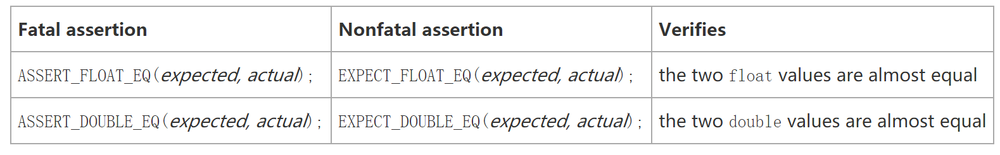 Fatal assertion Nonfatal assertion Verifies
ASSERT_FLOAT_EQ(expected, actual); EXPECT_FLOAT_EQ(expected, actual); the two float values are almost equal
ASSERT_DOUBLE_EQ(expected, actual); EXPECT_DOUBLE_EQ(expected, actual); the two double values are almost equal